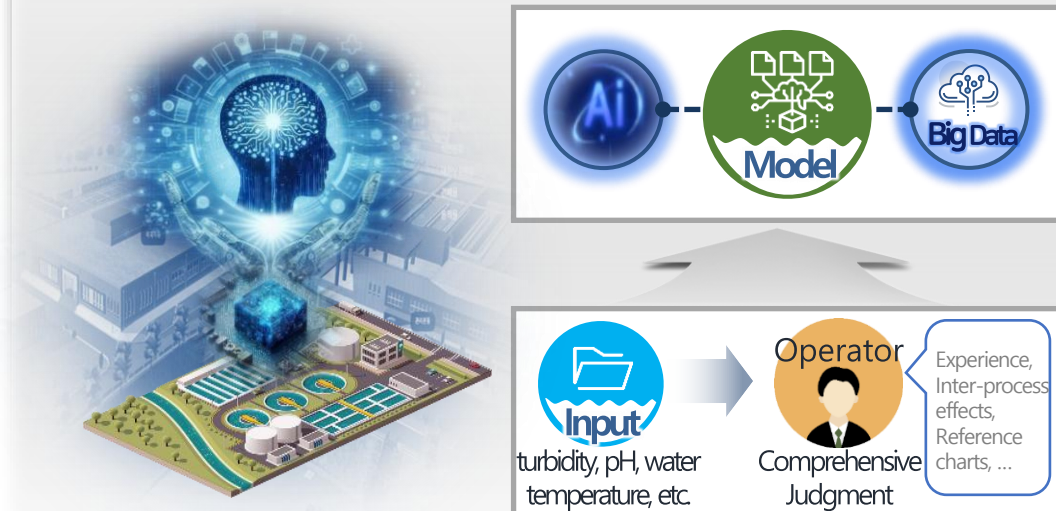 Ai
Model
Big Data
Input
turbidity, pH, water
temperature, etc.
Operator
Comprehensive
Judgment
Experience,
Inter-process
effects,
Reference
charts, ...